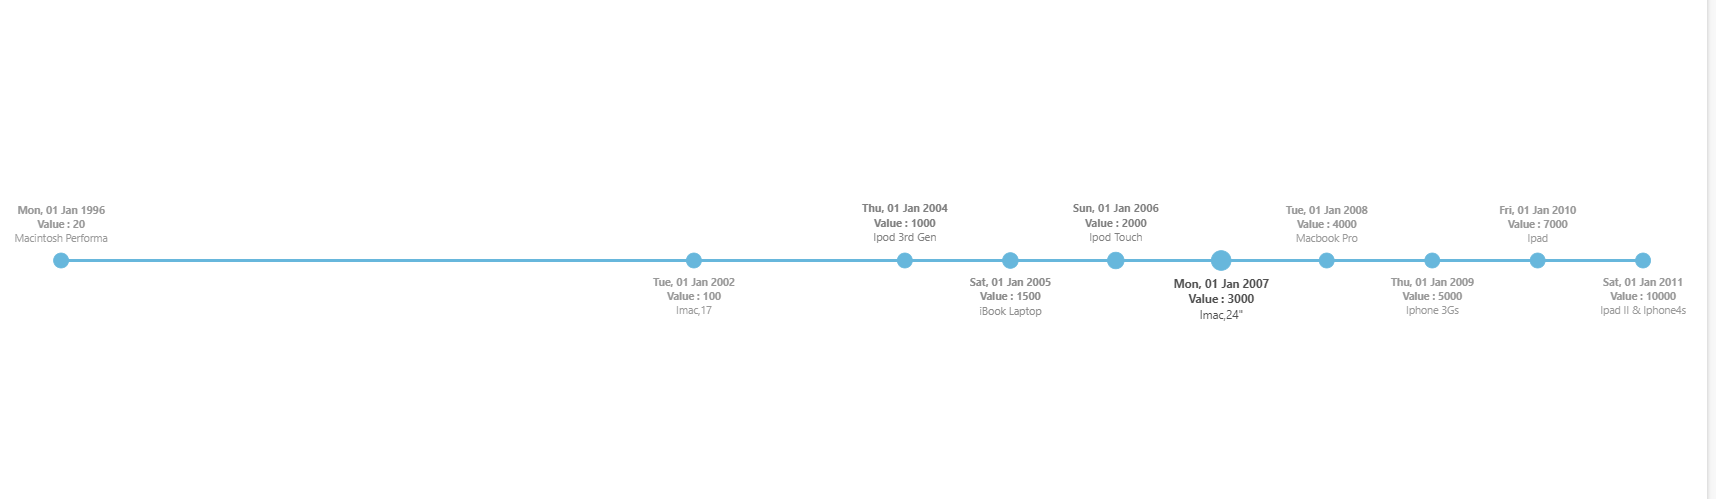 Mon, 01 Jan 1996
Value : 20
Macintosh Performa
Tue, 01 Jan 2002
Value : 100
Imac,17
Thu, 01 Jan 2004
Value : 1000
Ipod 3rd Gen
Sat, 01 Jan 2005
Value : 1500
iBook Laptop
Sun, 01 Jan 2006
Value : 2000
Ipod Touch
Mon, 01 Jan 2007
Value : 3000
Imac,24"
Tue, 01 Jan 2008
Value : 4000
Macbook Pro
Thu, 01 Jan 2009
Value : 5000
Iphone 3Gs
Fri, 01 Jan 2010
Value : 7000
Ipad
Sat, 01 Jan 2011
Value : 10000
Ipad II & Iphone4s